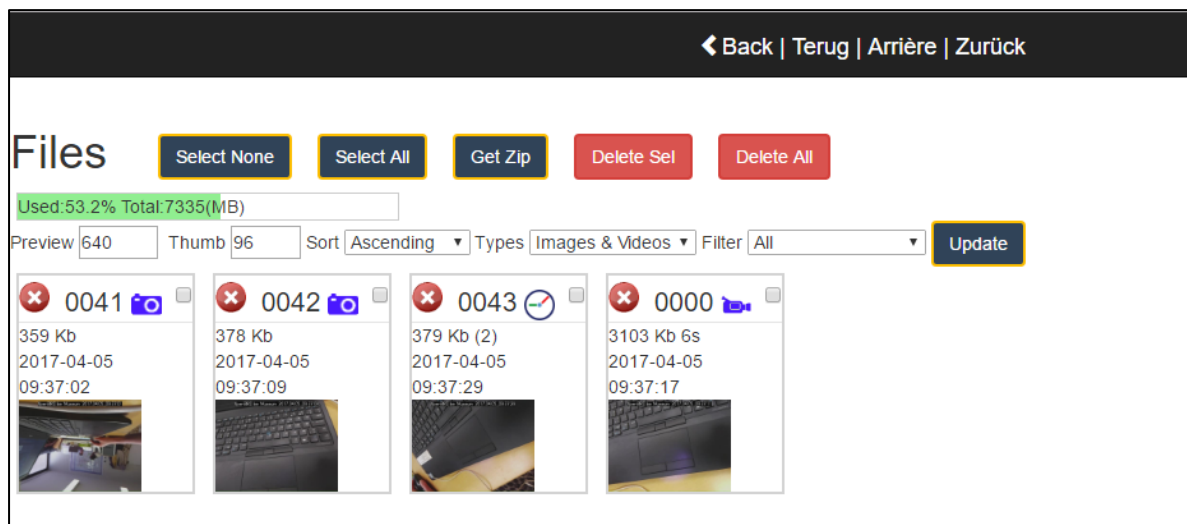 Back | Terug | Arrière | Zurück
Files Select None Select All Get Zip Delete Sel Delete All
Used:53.2% Total:7335(MB)
Preview 640 Thumb 96 Sort Ascending Types Images & Videos Filter All Update
0041 0042 0043 0000
359 Kb 378 Kb 379 Kb (2) 3103 Kb 6s
2017-04-05 2017-04-05 2017-04-05 2017-04-05
09:37:02 09:37:09 09:37:29 09:37:17